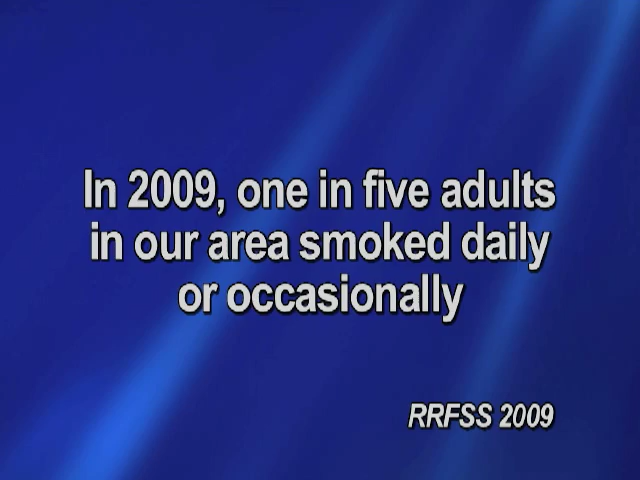 In 2009, one in five adults
in our area smoked daily
or occasionally
RRFSS 2009